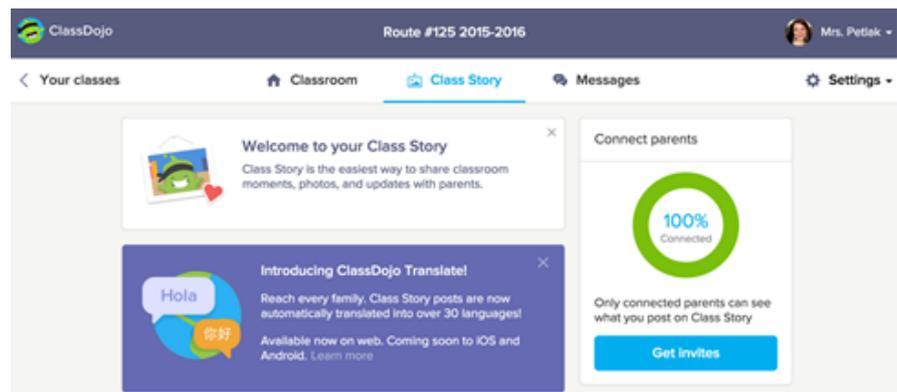 ClassDojo
Route #125 2015-2016
Mrs. Petlak
Your classes
Classroom
Class Story
Messages
Settings
Welcome to your Class Story
Class Story is the easiest way to share classroom
moments, photos, and updates with parents.
Hola
你好
Introducing ClassDojo Translate!
Reach every family. Class Story posts are now
automatically translated into over 30 languages!
Available now on web. Coming soon to iOS and
Android. Learn more
Connect parents
100%
Connected
Only connected parents can see
what you post on Class Story
Get invites